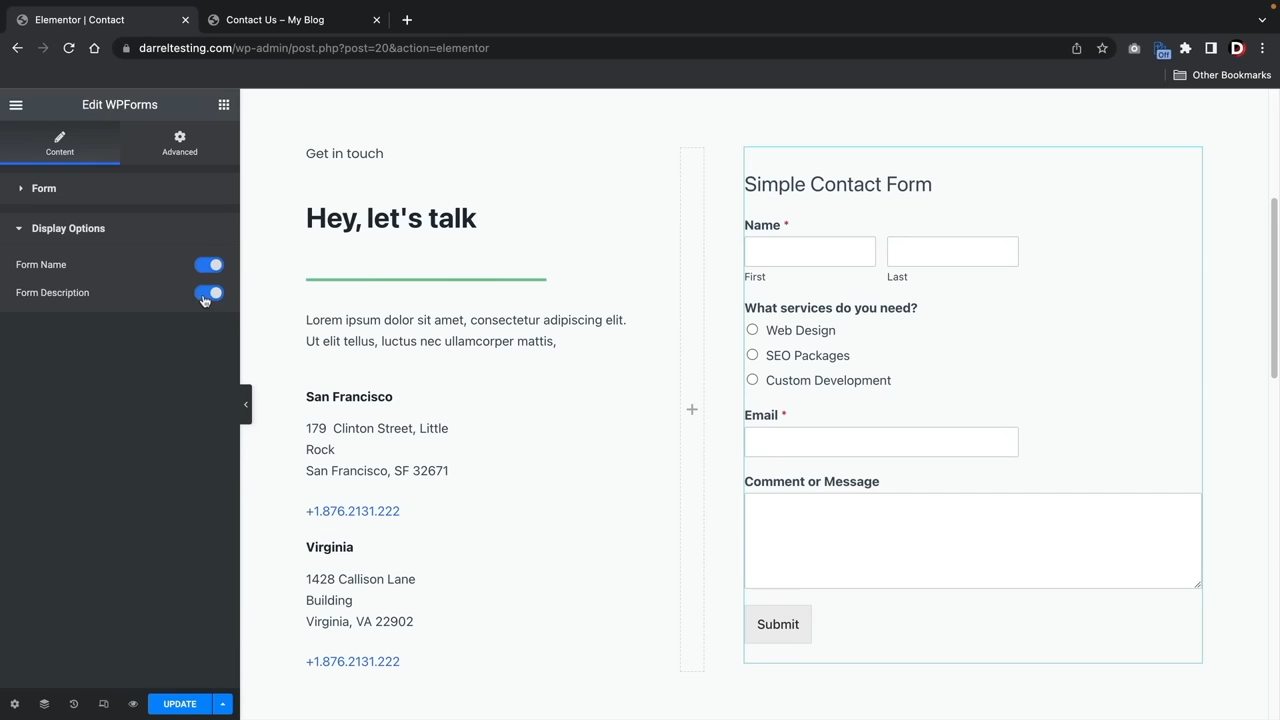 Elementor | Contact
Contact Us – My Blog
darreltesting.com/wp-admin/post.php?post=20&action=elementor
Off
D
Other Bookmarks
Edit WPForms
Content
Advanced
Form
Display Options
Form Name
Form Description
UPDATE
Get in touch
Hey, let's talk
Lorem ipsum dolor sit amet, consectetur adipiscing elit.
Ut elit tellus, luctus nec ullamcorper mattis,
San Francisco
179 Clinton Street, Little
Rock
San Francisco, SF 32671
+1.876.2131.222
Virginia
1428 Callison Lane
Building
Virginia, VA 22902
+1.876.2131.222
Simple Contact Form
Name *
First
Last
What services do you need?
Web Design
SEO Packages
Custom Development
Email *
Comment or Message
Submit